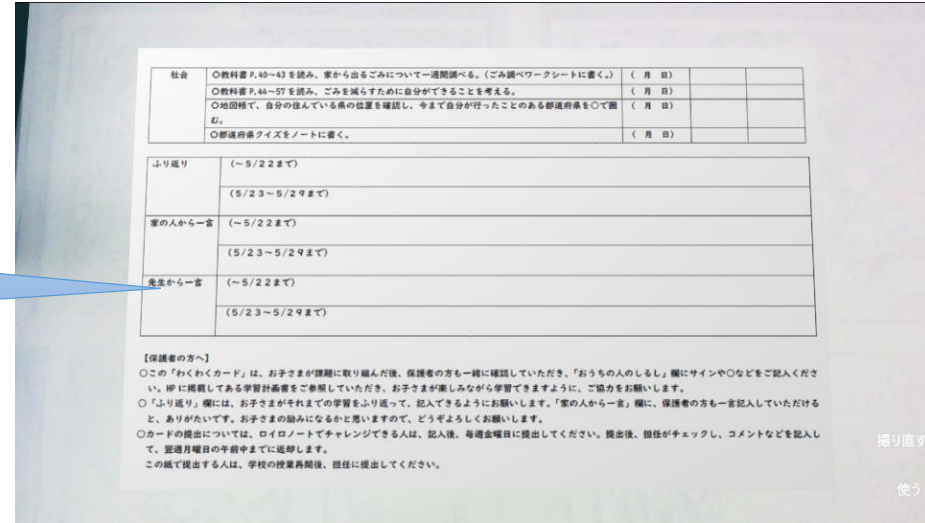 社会
〇教科書P.40~43を読み、家から出るごみについて一週間調べる。(ごみ調べワークシートに書く。) ( 月 日)
〇教科書P.44~57を読み、ごみを減らすために自分ができることを考える。 ( 月 日)
〇地図帳で、自分の住んでいる県の位置を確認し、今まで自分が行ったことのある都道府県を〇で囲 ( 月 日)
む。
〇都道府県クイズをノートに書く。 ( 月 日)
ふり返り (~5/22まで)
(5/23~5/29まで)
家の人から一言 (~5/22まで)
(5/23~5/29まで)
先生から一言 (~5/22まで)
(5/23~5/29まで)
【保護者の方へ】
〇この「わくわくカード」は、お子さまが課題に取り組んだ後、保護者の方も一緒に確認していただき、「おうちの人のしるし」欄にサインや〇などをご記入くださ
い。HPに掲載してある学習計画書をご参照していただき、お子さまが楽しみながら学習できますように、ご協力をお願いします。
〇「ふり返り」欄には、お子さまがそれまでの学習をふり返って、記入できるようにお願いします。「家の人から一言」欄に、保護者の方も一言記入していただける
と、ありがたいです。お子さまの励みになるかと思いますので、どうぞよろしくお願いします。
〇カードの提出については、ロイロノートでチャレンジできる人は、記入後、毎週金曜日に提出してください。提出後、担任がチェックし、コメントなどを記入し
て、翌週月曜日の午前中までに返却します。
この紙で提出する人は、学校の授業再開後、担任に提出してください。
撮り直す
使う